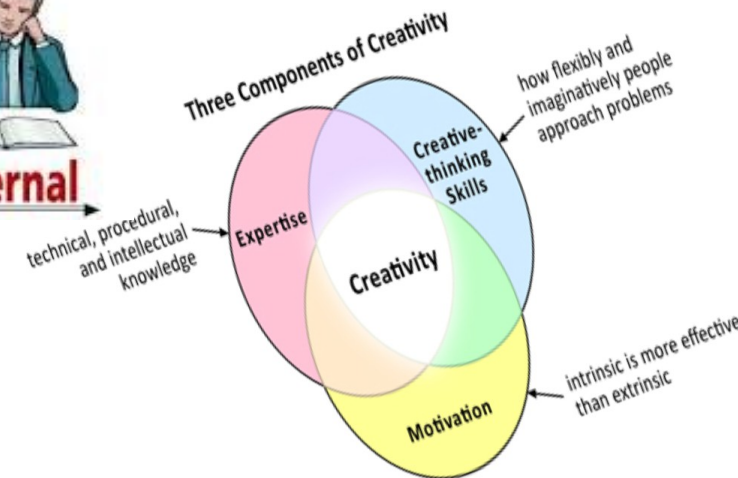 Three Components of Creativity
how flexibly and
imaginatively people
approach problems
Creative-
thinking
Skills
ernal
technical, procedural,
and intellectual
knowledge
Expertise
Creativity
intrinsic is more effective
than extrinsic
Motivation